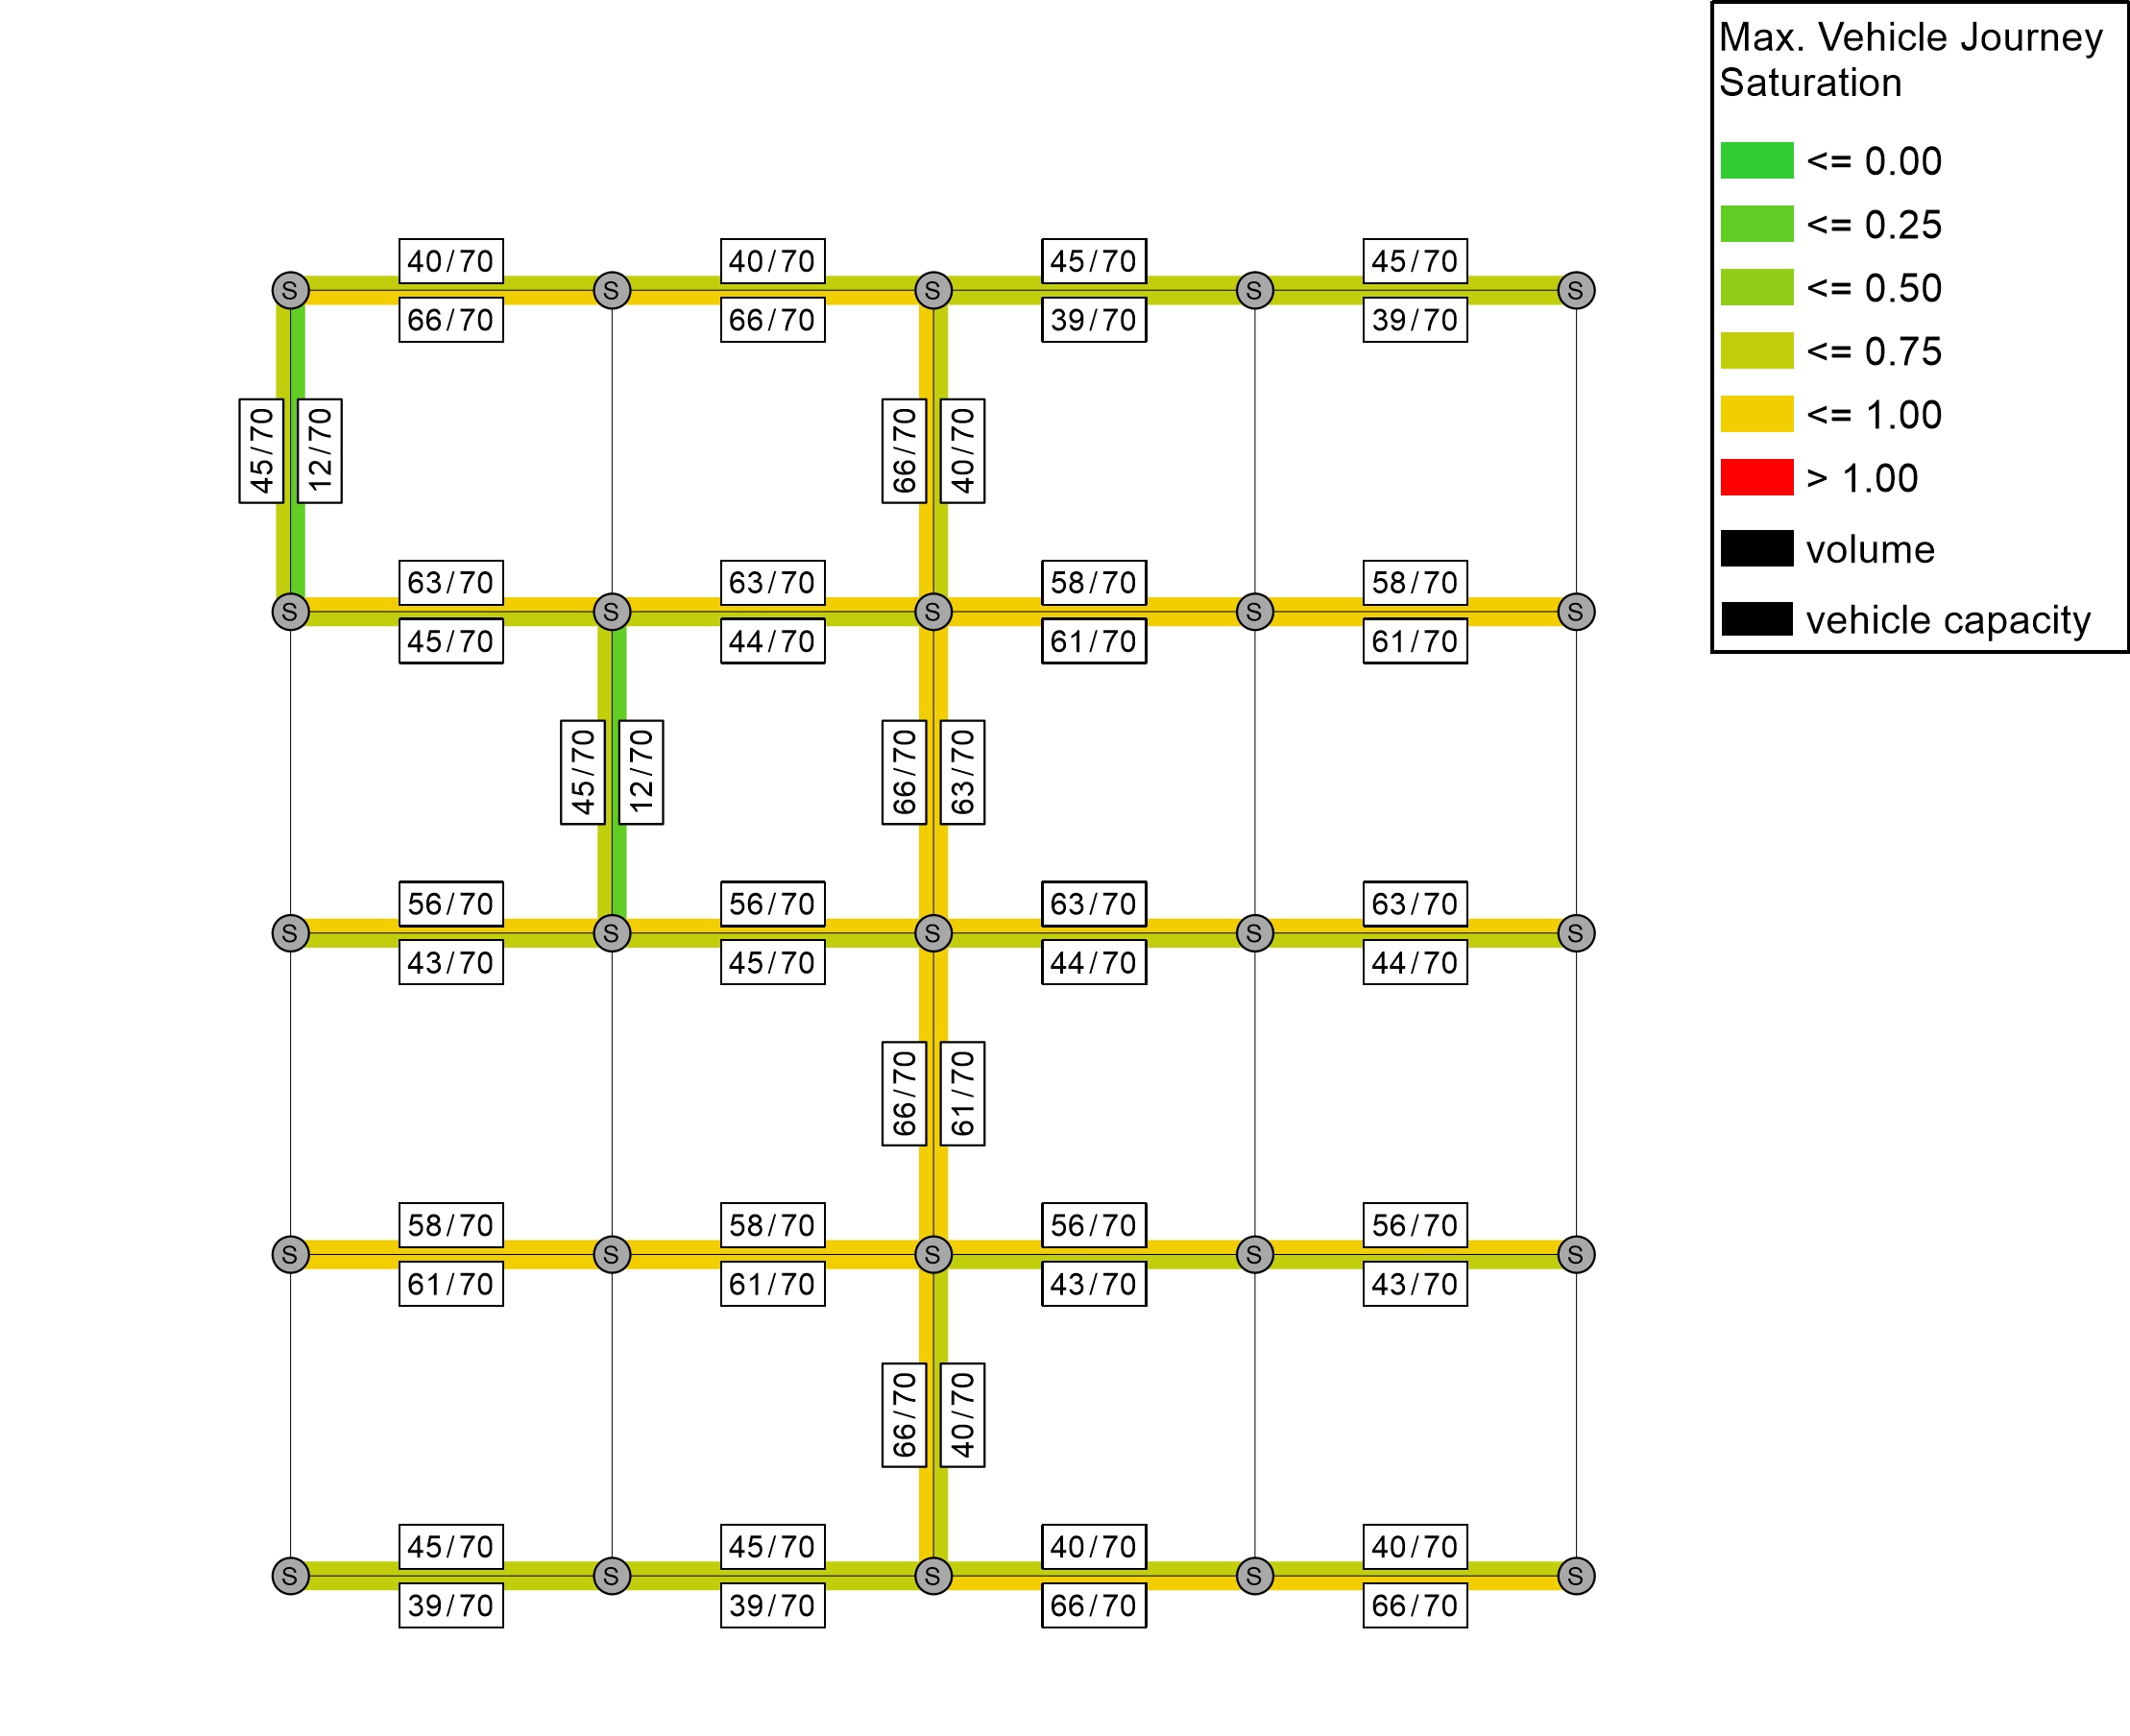 Max. Vehicle Journey
Saturation
<= 0.00
<= 0.25
<= 0.50
<= 0.75
<= 1.00
> 1.00
volume
vehicle capacity
40/70 40/70 45/70 45/70
S S S S S
66/70 66/70 39/70 39/70
45/70 12/70 66/70 40/70
63/70 63/70 58/70 58/70
S S S S S
45/70 44/70 61/70 61/70
45/70 12/70 66/70 63/70
56/70 56/70 63/70 63/70
S S S S S
43/70 45/70 44/70 44/70
66/70 61/70
58/70 58/70 56/70 56/70
S S S S S
61/70 61/70 43/70 43/70
66/70 40/70
45/70 45/70 40/70 40/70
S S S S S
39/70 39/70 66/70 66/70